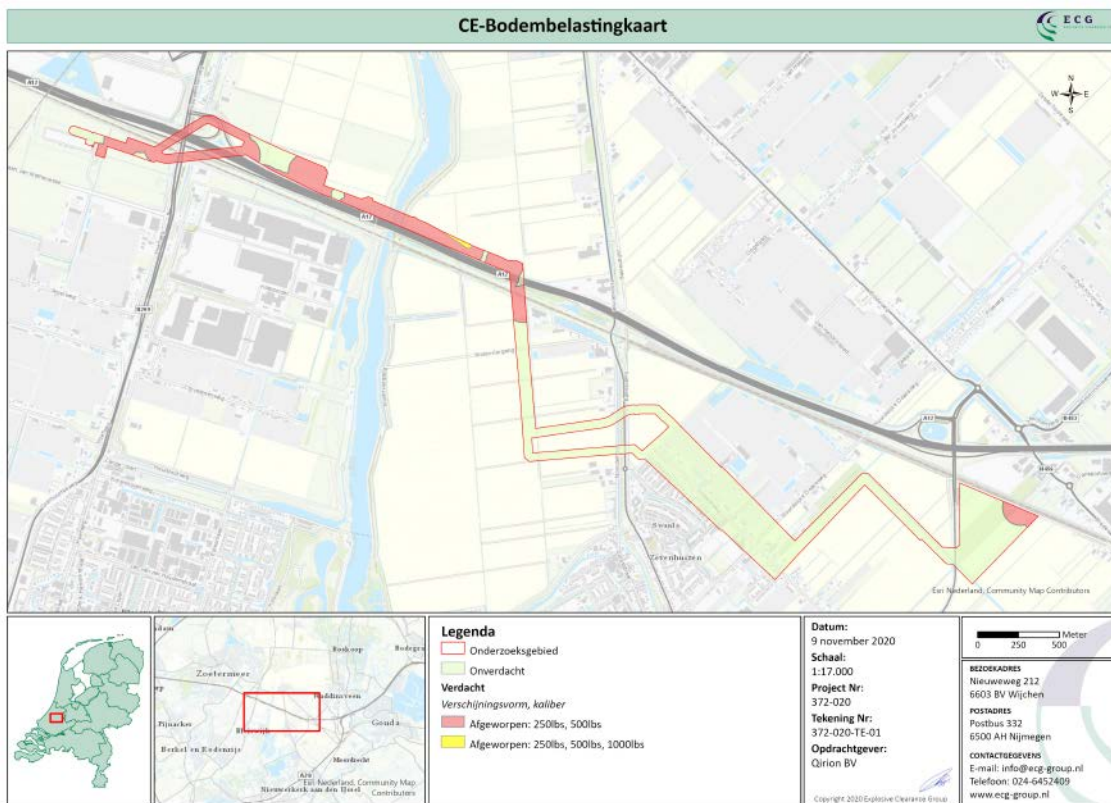 CE-Bodembelastingkaart
ECG
N
W E
S
A12
A12
A12
A12
Swanla
Zevenhuizen
Esri Nederland, Community Map Contributors
Boskoop
Zoetermeer
Waddinxveen
Pijnacker
Gouda
Bleiswijk
Berkel en Rodenrijs
Moordrecht
A20
Esri Nederland, Community Map
Contributors
Nieuwerkerk aan den IJssel
Legenda
Onderzoeksgebied
Onverdacht
Verdacht
Verschijningsvorm, kaliber
Afgeworpen: 250lbs, 500lbs
Afgeworpen: 250lbs, 500lbs, 1000lbs
Datum:
9 november 2020
Schaal:
1:17.000
Project Nr:
372-020
Tekening Nr:
372-020-TE-01
Opdrachtgever:
Qirion BV
Copyright 2020 Explosive Clearance Group
Meter
0 250 500
BEZOEKADRES
Nieuweweg 212
6603 BV Wijchen
POSTADRES
Postbus 332
6500 AH Nijmegen
CONTACTGEGEVENS
E-mail: info@ecg-group.nl
Telefoon: 024-6452409
www.ecg-group.nl